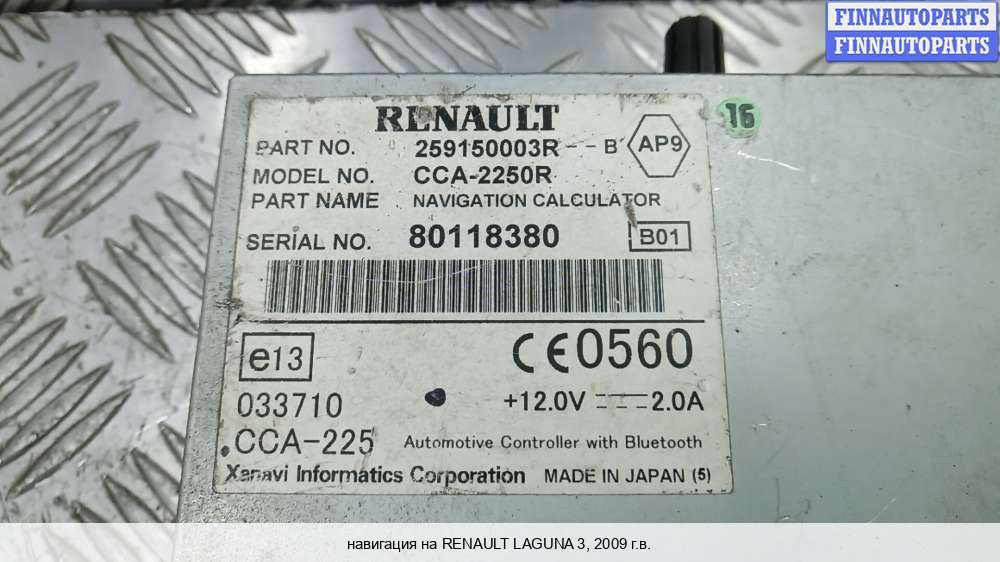 FINNAUTOPARTS
FINNAUTOPARTS
16
RENAULT
PART NO. 259150003R--B AP9
MODEL NO. CCA-2250R
PART NAME NAVIGATION CALCULATOR
SERIAL NO. 80118380 B01
e13 CE0560
033710 +12.0V 2.0A
CCA-225 Automotive Controller with Bluetooth
Xanavi Informatics Corporation MADE IN JAPAN (5)
навигация на RENAULT LAGUNA 3, 2009 г.в.